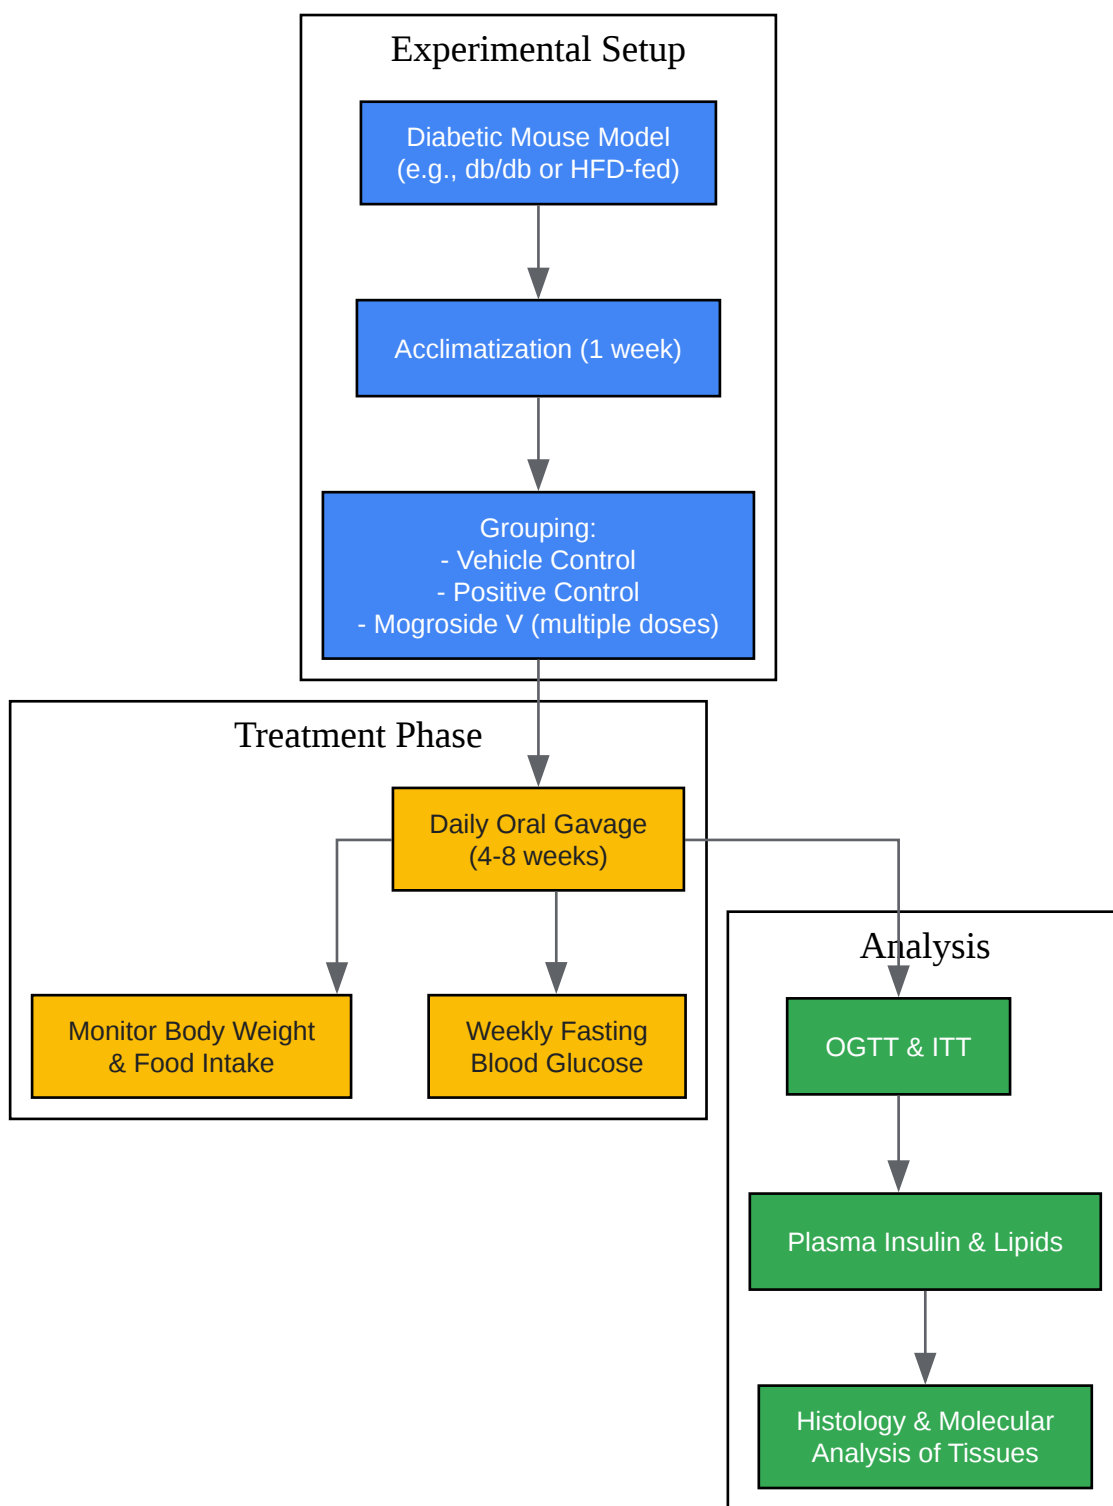 Experimental Setup
Diabetic Mouse Model
(e.g., db/db or HFD-fed)
Acclimatization (1 week)
Grouping:
- Vehicle Control
- Positive Control
- Mogroside V (multiple doses)
Treatment Phase
Daily Oral Gavage
(4-8 weeks)
Monitor Body Weight
& Food Intake
Weekly Fasting
Blood Glucose
Analysis
OGTT & ITT
Plasma Insulin & Lipids
Histology & Molecular
Analysis of Tissues